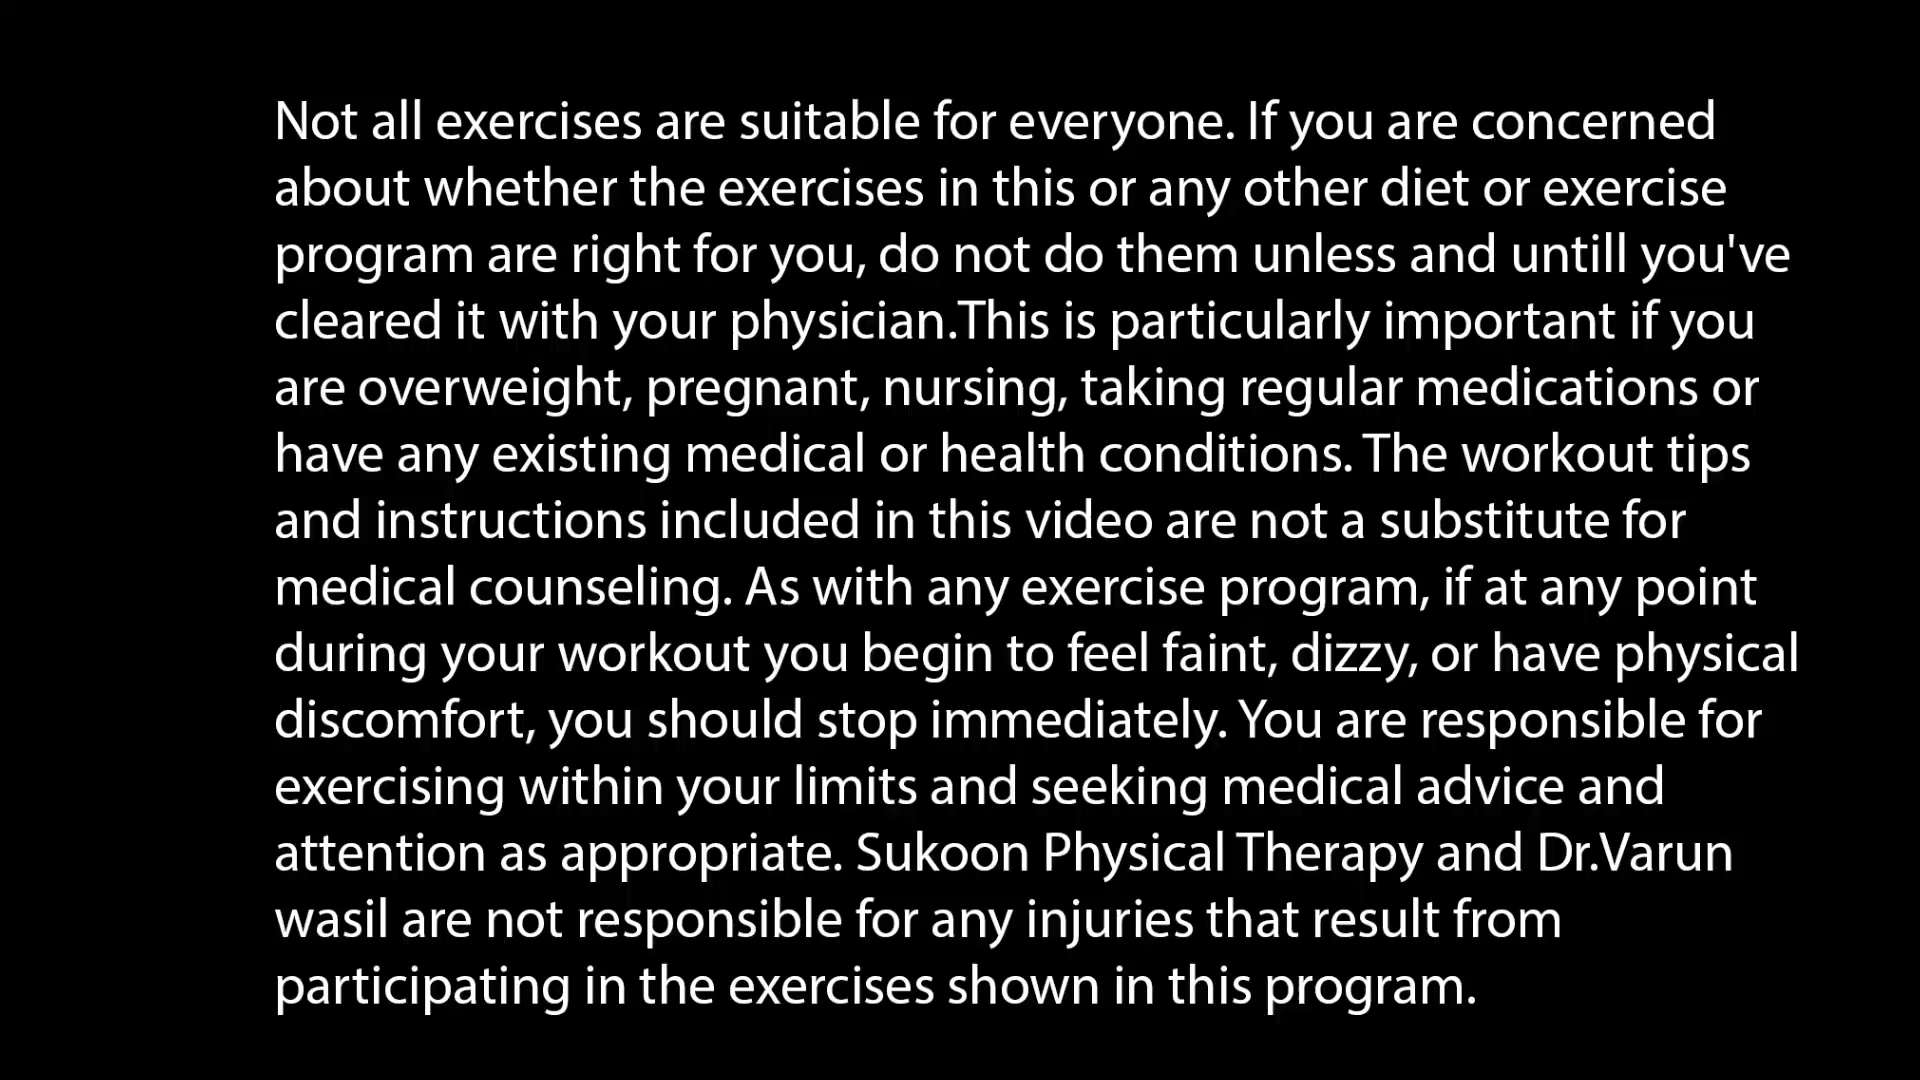 Not all exercises are suitable for everyone. If you are concerned
about whether the exercises in this or any other diet or exercise
program are right for you, do not do them unless and untill you've
cleared it with your physician.This is particularly important if you
are overweight, pregnant, nursing, taking regular medications or
have any existing medical or health conditions. The workout tips
and instructions included in this video are not a substitute for
medical counseling. As with any exercise program, if at any point
during your workout you begin to feel faint, dizzy, or have physical
discomfort, you should stop immediately. You are responsible for
exercising within your limits and seeking medical advice and
attention as appropriate. Sukoon Physical Therapy and Dr.Varun
wasil are not responsible for any injuries that result from
participating in the exercises shown in this program.